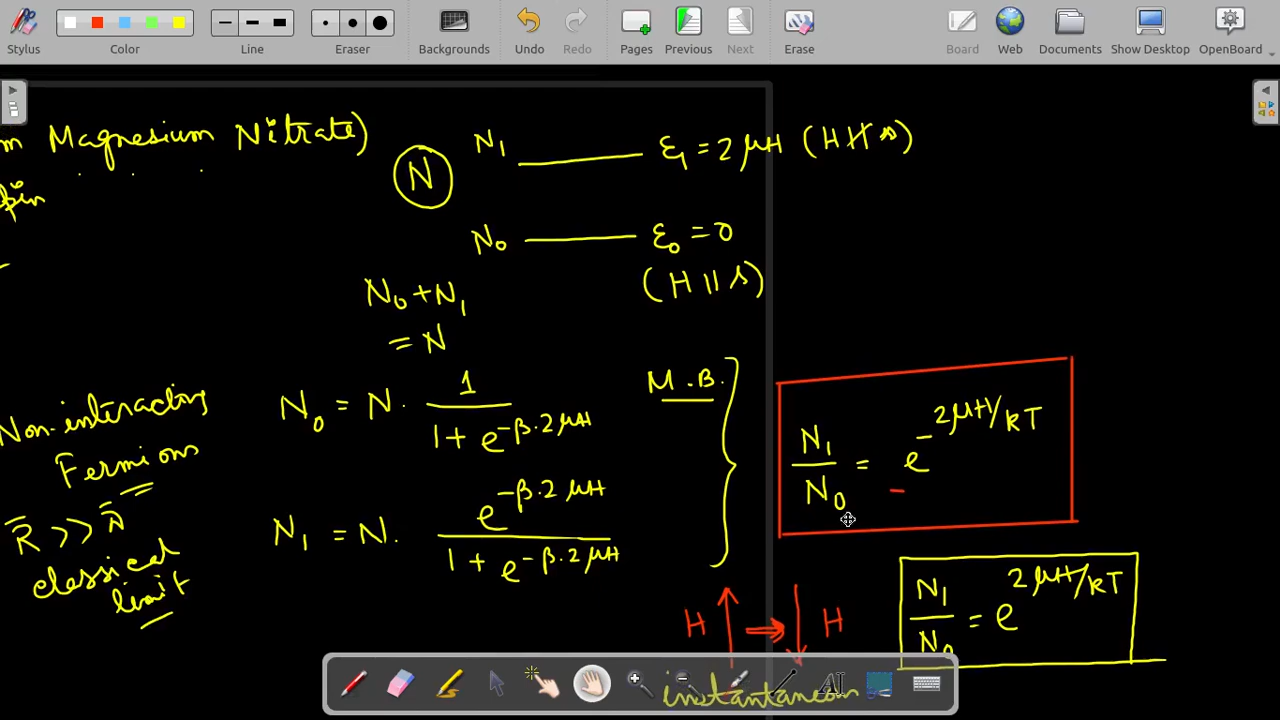 Stylus Color Line Eraser Backgrounds Undo Redo Pages Previous Next Erase Board Web Documents Show Desktop OpenBoard
Magnesium Nitrate)
N
N₁ ε₁ = 2μH (H ∦ s)
N₀ ε₀ = 0
(H || s)
N₀ + N₁
= N
Non-interacting
Fermions
R̄ >> ƛ̄
classical
limit
N₀ = N. 1 / (1 + e^(-β.2μH))
M.B.
N₁ = N. e^(-β.2μH) / (1 + e^(-β.2μH))
N₁/N₀ = e^(-2μH/kT)
H ↑ ⇒ ↓ H
N₁/N₀ = e^(2μH/kT)